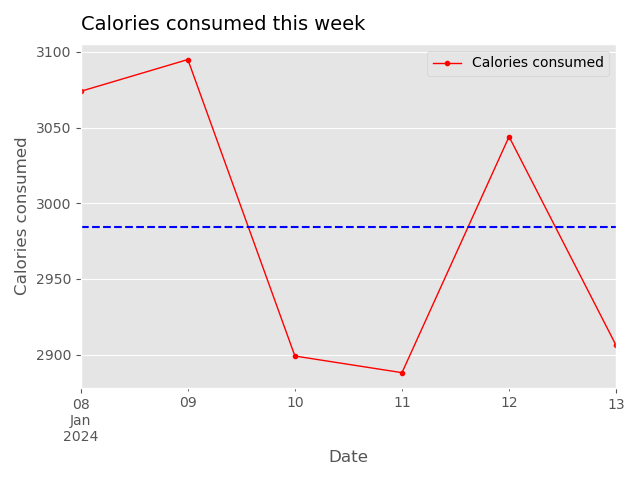 Calories consumed this week
Calories consumed
3100
3050
3000
2950
2900
Calories consumed
08
Jan
2024
09
10
11
12
13
Date